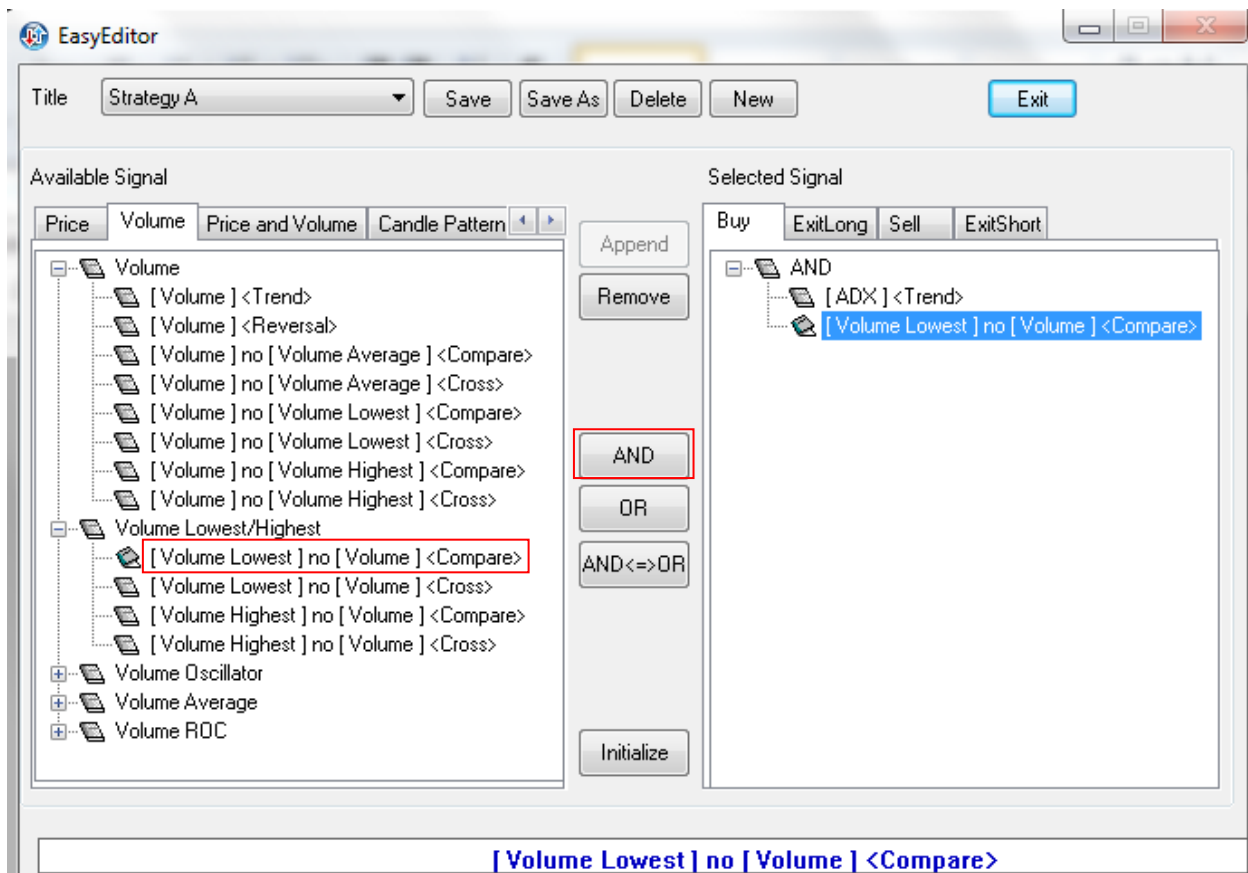 EasyEditor
Title Strategy A Save Save As Delete New Exit
Available Signal
Price Volume Price and Volume Candle Pattern
Volume
[ Volume ] <Trend>
[ Volume ] <Reversal>
[ Volume ] no [ Volume Average ] <Compare>
[ Volume ] no [ Volume Average ] <Cross>
[ Volume ] no [ Volume Lowest ] <Compare>
[ Volume ] no [ Volume Lowest ] <Cross>
[ Volume ] no [ Volume Highest ] <Compare>
[ Volume ] no [ Volume Highest ] <Cross>
Volume Lowest/Highest
[ Volume Lowest ] no [ Volume ] <Compare>
[ Volume Lowest ] no [ Volume ] <Cross>
[ Volume Highest ] no [ Volume ] <Compare>
[ Volume Highest ] no [ Volume ] <Cross>
Volume Oscillator
Volume Average
Volume ROC
Append
Remove
AND
OR
AND<=>OR
Initialize
Selected Signal
Buy ExitLong Sell ExitShort
AND
[ ADX ] <Trend>
[ Volume Lowest ] no [ Volume ] <Compare>
[ Volume Lowest ] no [ Volume ] <Compare>